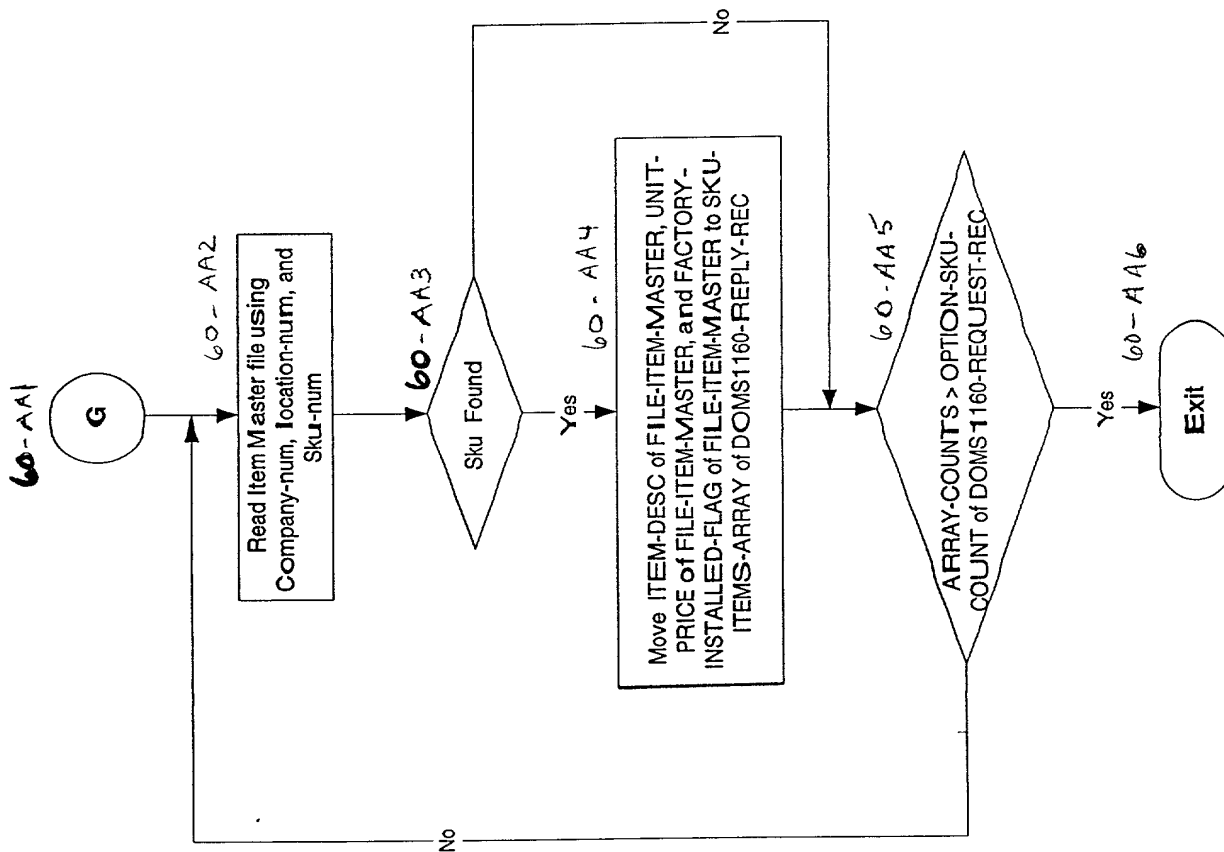 60-AA1
G
60-AA2
Read Item Master file using
Company-num, location-num, and
Sku-num
60-AA3
Sku Found
No
Yes
60-AA4
Move ITEM-DESC of FILE-ITEM-MASTER, UNIT-
PRICE of FILE-ITEM-MASTER, and FACTORY-
INSTALLED-FLAG of FILE-ITEM-MASTER to SKU-
ITEMS-ARRAY of DOMS1160-REPLY-REC
60-AA5
ARRAY-COUNTS > OPTION-SKU-
COUNT of DOMS1160-REQUEST-REC
No
Yes
60-AA6
Exit